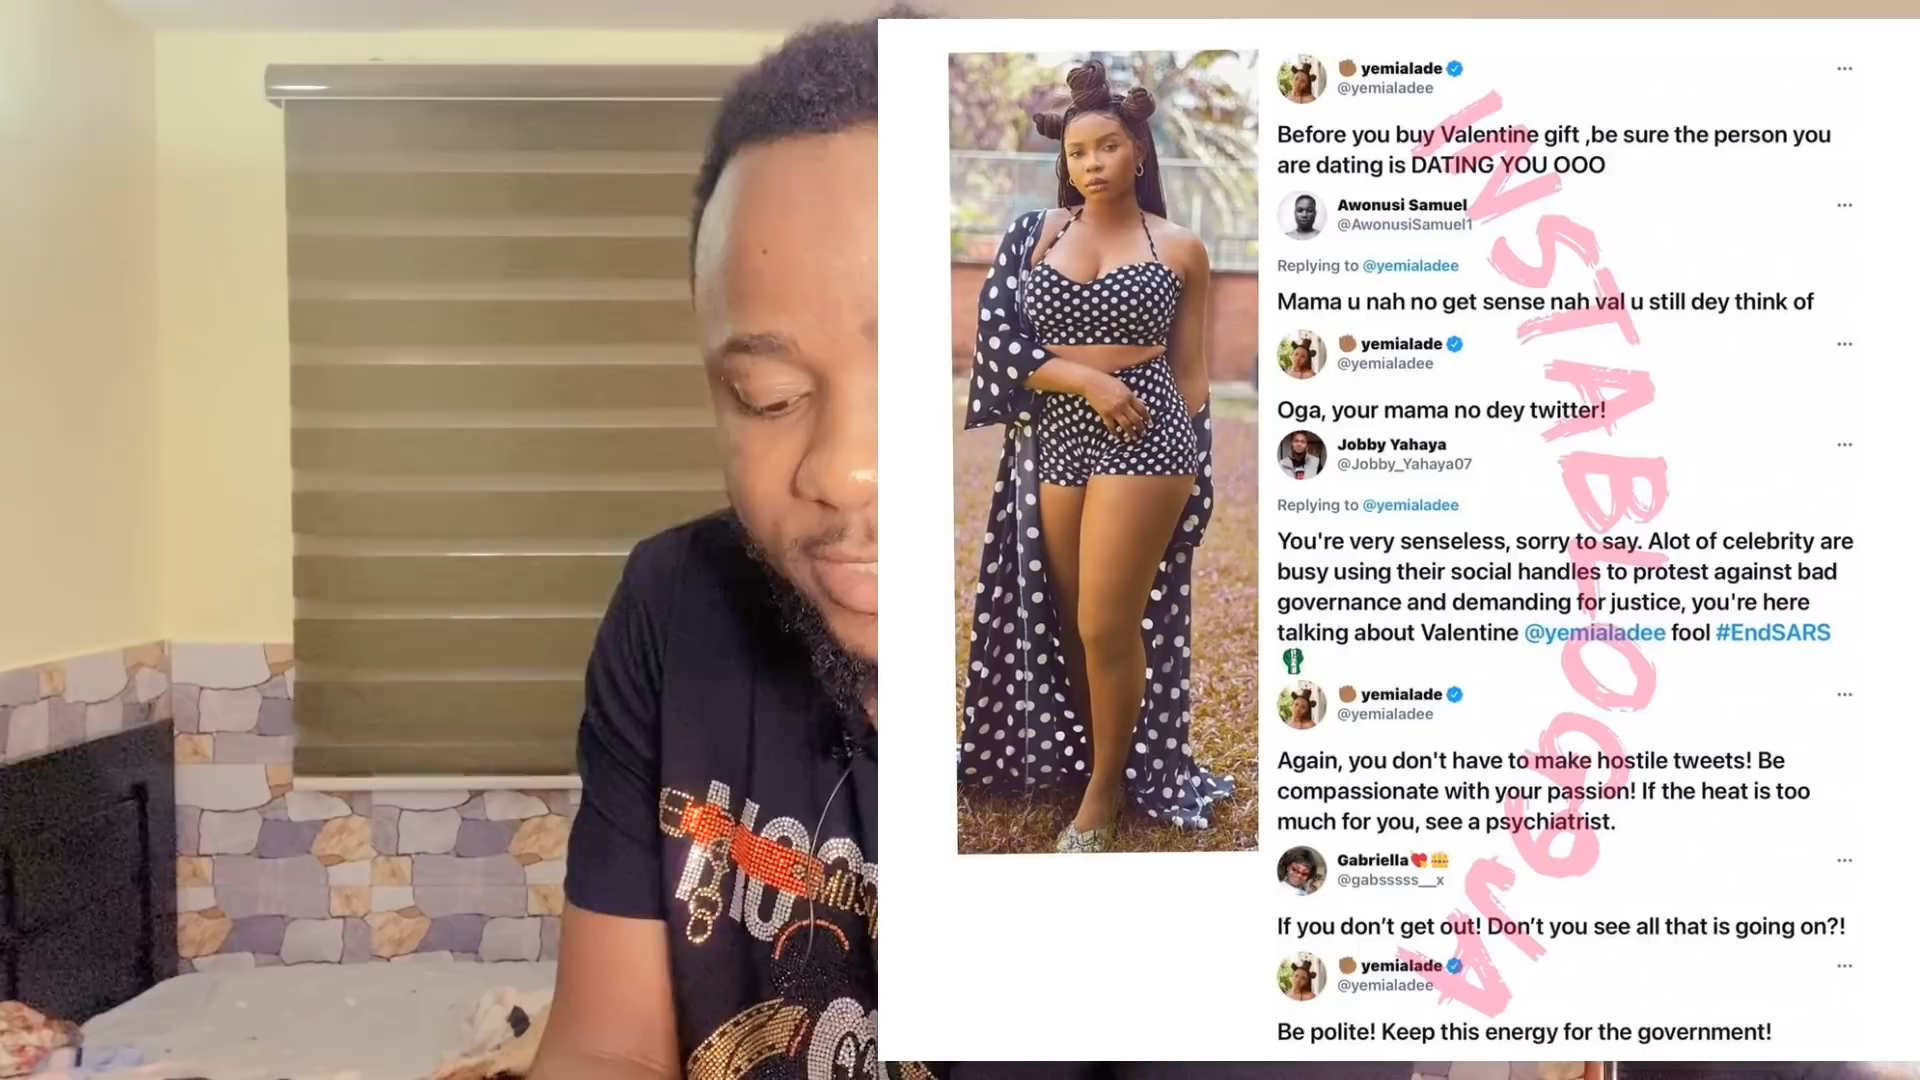 yemialade
@yemialadee
Before you buy Valentine gift ,be sure the person you
are dating is DATING YOU OOO
Awonusi Samuel
@AwonusiSamuel1
Replying to @yemialadee
Mama u nah no get sense nah val u still dey think of
yemialade
@yemialadee
Oga, your mama no dey twitter!
Jobby Yahaya
@Jobby_Yahaya07
Replying to @yemialadee
You're very senseless, sorry to say. Alot of celebrity are
busy using their social handles to protest against bad
governance and demanding for justice, you're here
talking about Valentine @yemialadee fool #EndSARS
yemialade
@yemialadee
Again, you don't have to make hostile tweets! Be
compassionate with your passion! If the heat is too
much for you, see a psychiatrist.
Gabriella
@gabsssss__x
If you don’t get out! Don’t you see all that is going on?!
yemialade
@yemialadee
Be polite! Keep this energy for the government!
INSTABLOG9JA